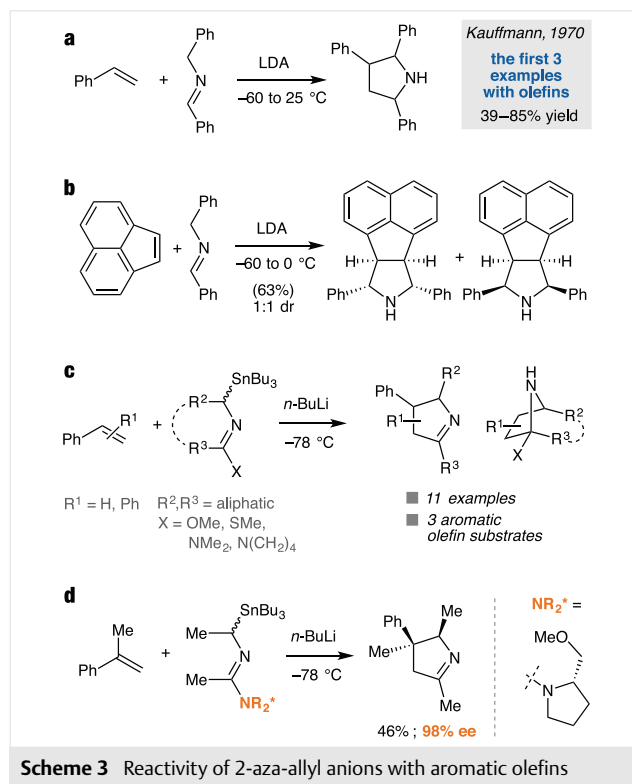 a
Ph
+
Ph
N
Ph
LDA
–60 to 25 °C
Ph
Ph
NH
Ph
Kauffmann, 1970
the first 3
examples
with olefins
39–85% yield
b
+
Ph
N
Ph
LDA
–60 to 0 °C
(63%)
1:1 dr
H
H
Ph
Ph
N
H
+
H
H
Ph
Ph
N
H
c
Ph
R1
+
SnBu3
R2
N
R3
X
n-BuLi
–78 °C
R2
Ph
R1
N
R3
H
N
R1
R2
R3
X
R1 = H, Ph
R2,R3 = aliphatic
X = OMe, SMe,
NMe2, N(CH2)4
11 examples
3 aromatic
olefin substrates
d
Me
Ph
+
SnBu3
Me
N
Me
NR2*
n-BuLi
–78 °C
Ph
Me
Me
N
Me
46% ; 98% ee
NR2* =
MeO
N
Scheme 3 Reactivity of 2-aza-allyl anions with aromatic olefins